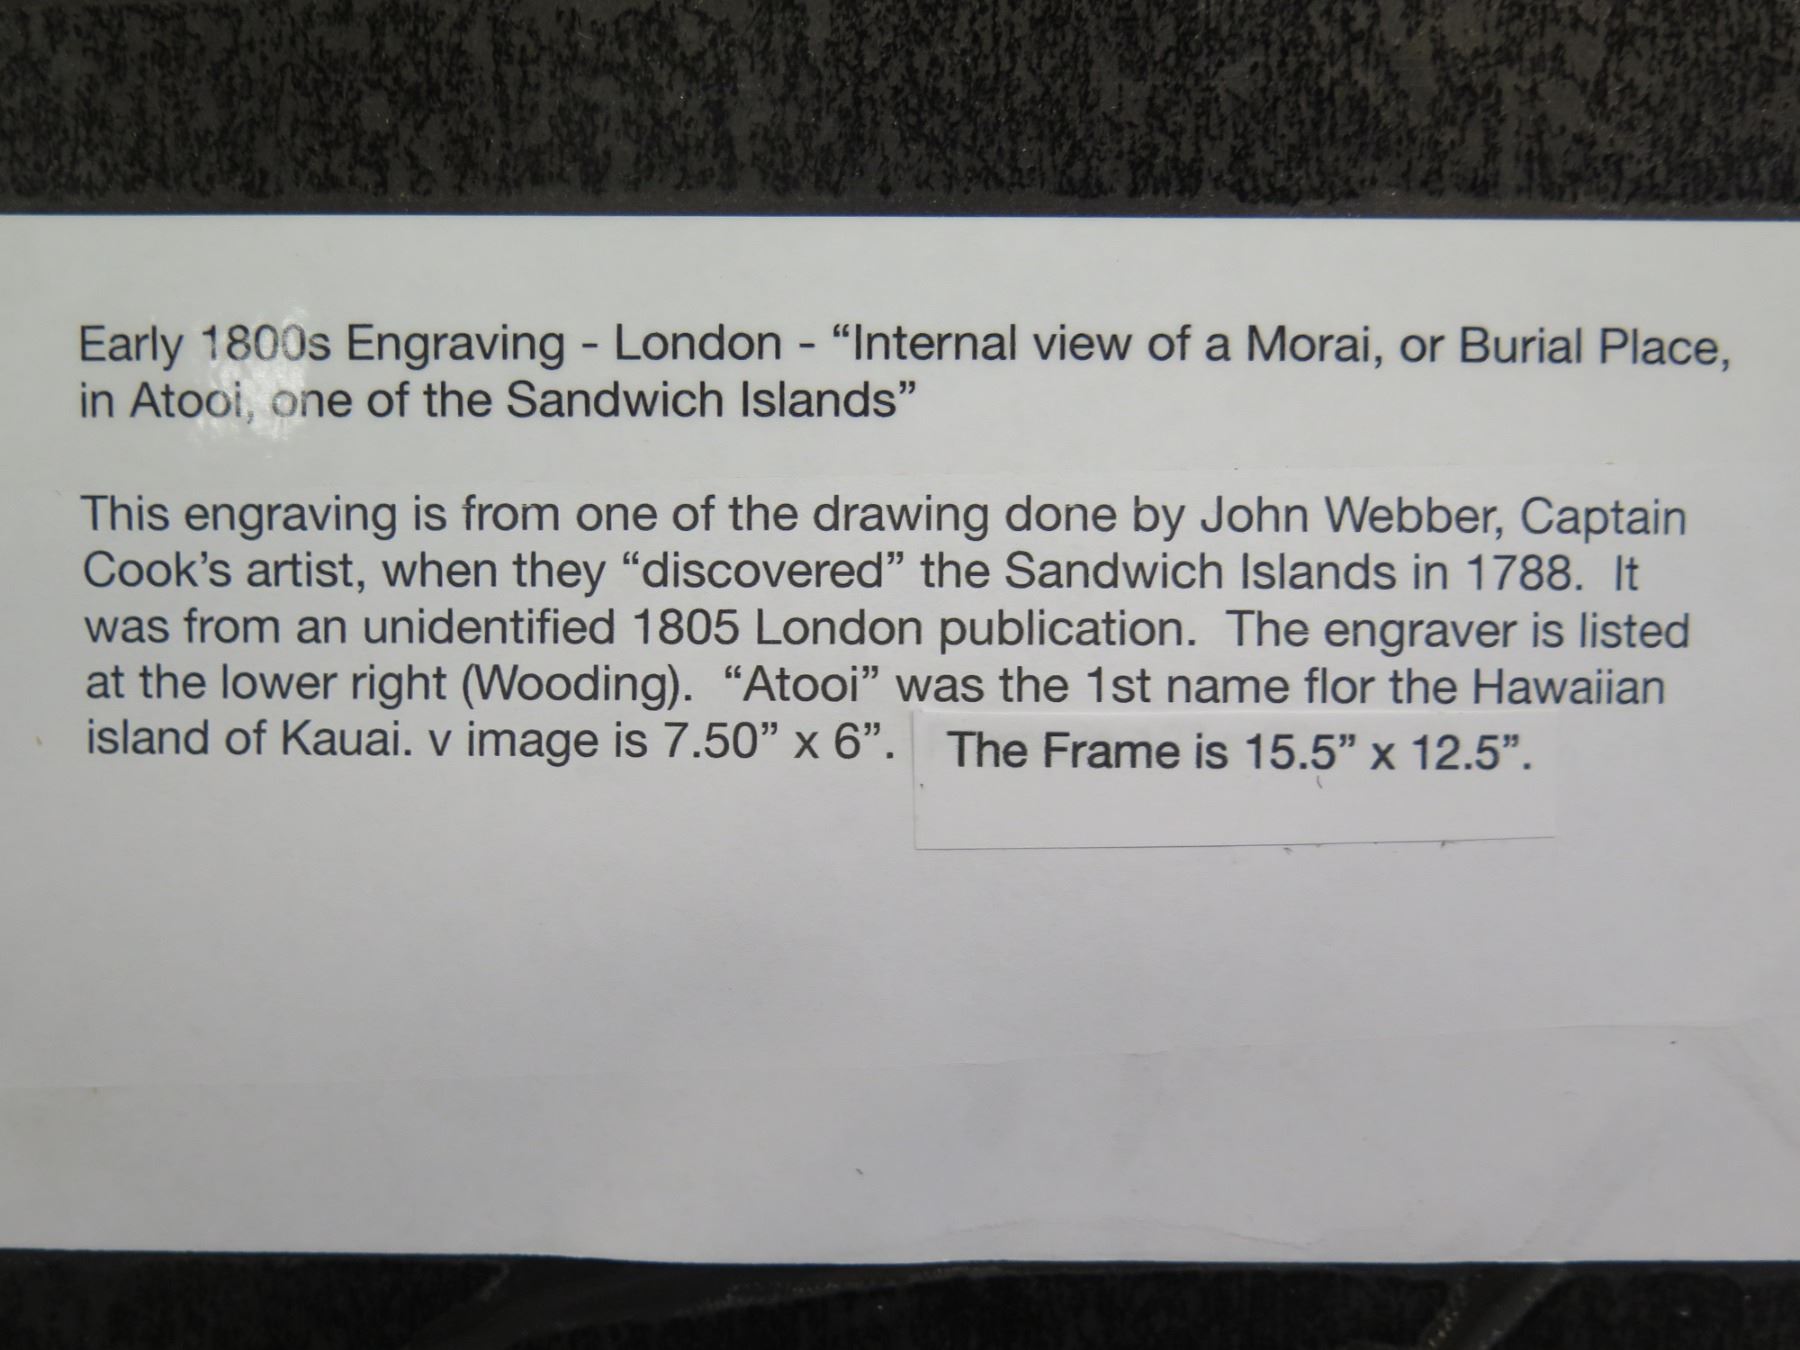 Early 1800s Engraving - London - “Internal view of a Morai, or Burial Place,
in Atooi, one of the Sandwich Islands”
This engraving is from one of the drawing done by John Webber, Captain
Cook’s artist, when they “discovered” the Sandwich Islands in 1788.  It
was from an unidentified 1805 London publication.  The engraver is listed
at the lower right (Wooding).  “Atooi” was the 1st name flor the Hawaiian
island of Kauai. v image is 7.50” x 6”.  The Frame is 15.5” x 12.5”.